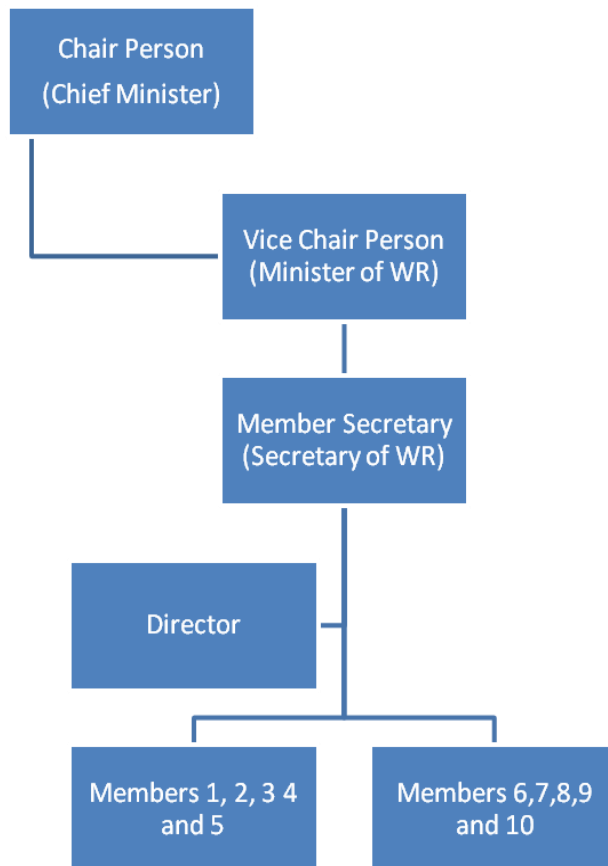 Chair Person
(Chief Minister)
Vice Chair Person
(Minister of WR)
Member Secretary
(Secretary of WR)
Director
Members 1, 2, 3 4
and 5
Members 6,7,8,9
and 10